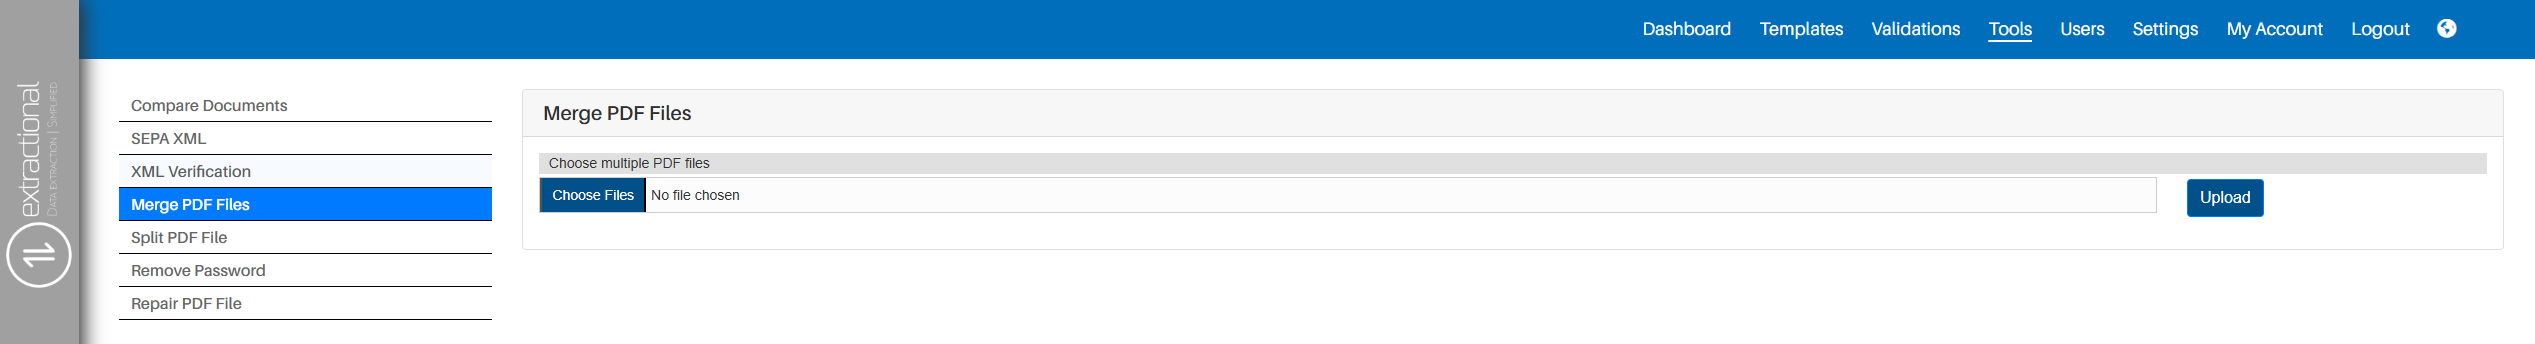 Dashboard Templates Validations Tools Users Settings My Account Logout
extractional
DATA EXTRACTION | SIMPLIFIED
Compare Documents
SEPA XML
XML Verification
Merge PDF Files
Split PDF File
Remove Password
Repair PDF File
Merge PDF Files
Choose multiple PDF files
Choose Files No file chosen
Upload